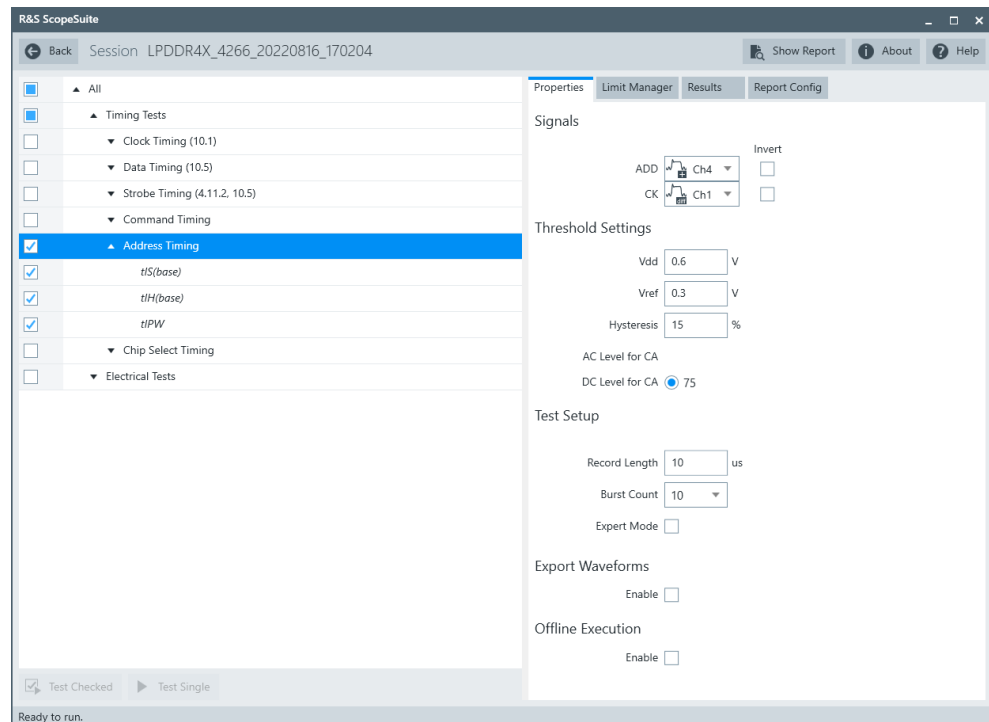 R&S ScopeSuite
Back Session LPDDR4X_4266_20220816_170204 Show Report About Help
All
Timing Tests
Clock Timing (10.1)
Data Timing (10.5)
Strobe Timing (4.11.2, 10.5)
Command Timing
Address Timing
tIS(base)
tIH(base)
tIPW
Chip Select Timing
Electrical Tests
Test Checked Test Single
Ready to run.
Properties Limit Manager Results Report Config
Signals
Invert
ADD Ch4
CK diff Ch1
Threshold Settings
Vdd 0.6 V
Vref 0.3 V
Hysteresis 15 %
AC Level for CA
DC Level for CA 75
Test Setup
Record Length 10 us
Burst Count 10
Expert Mode
Export Waveforms
Enable
Offline Execution
Enable